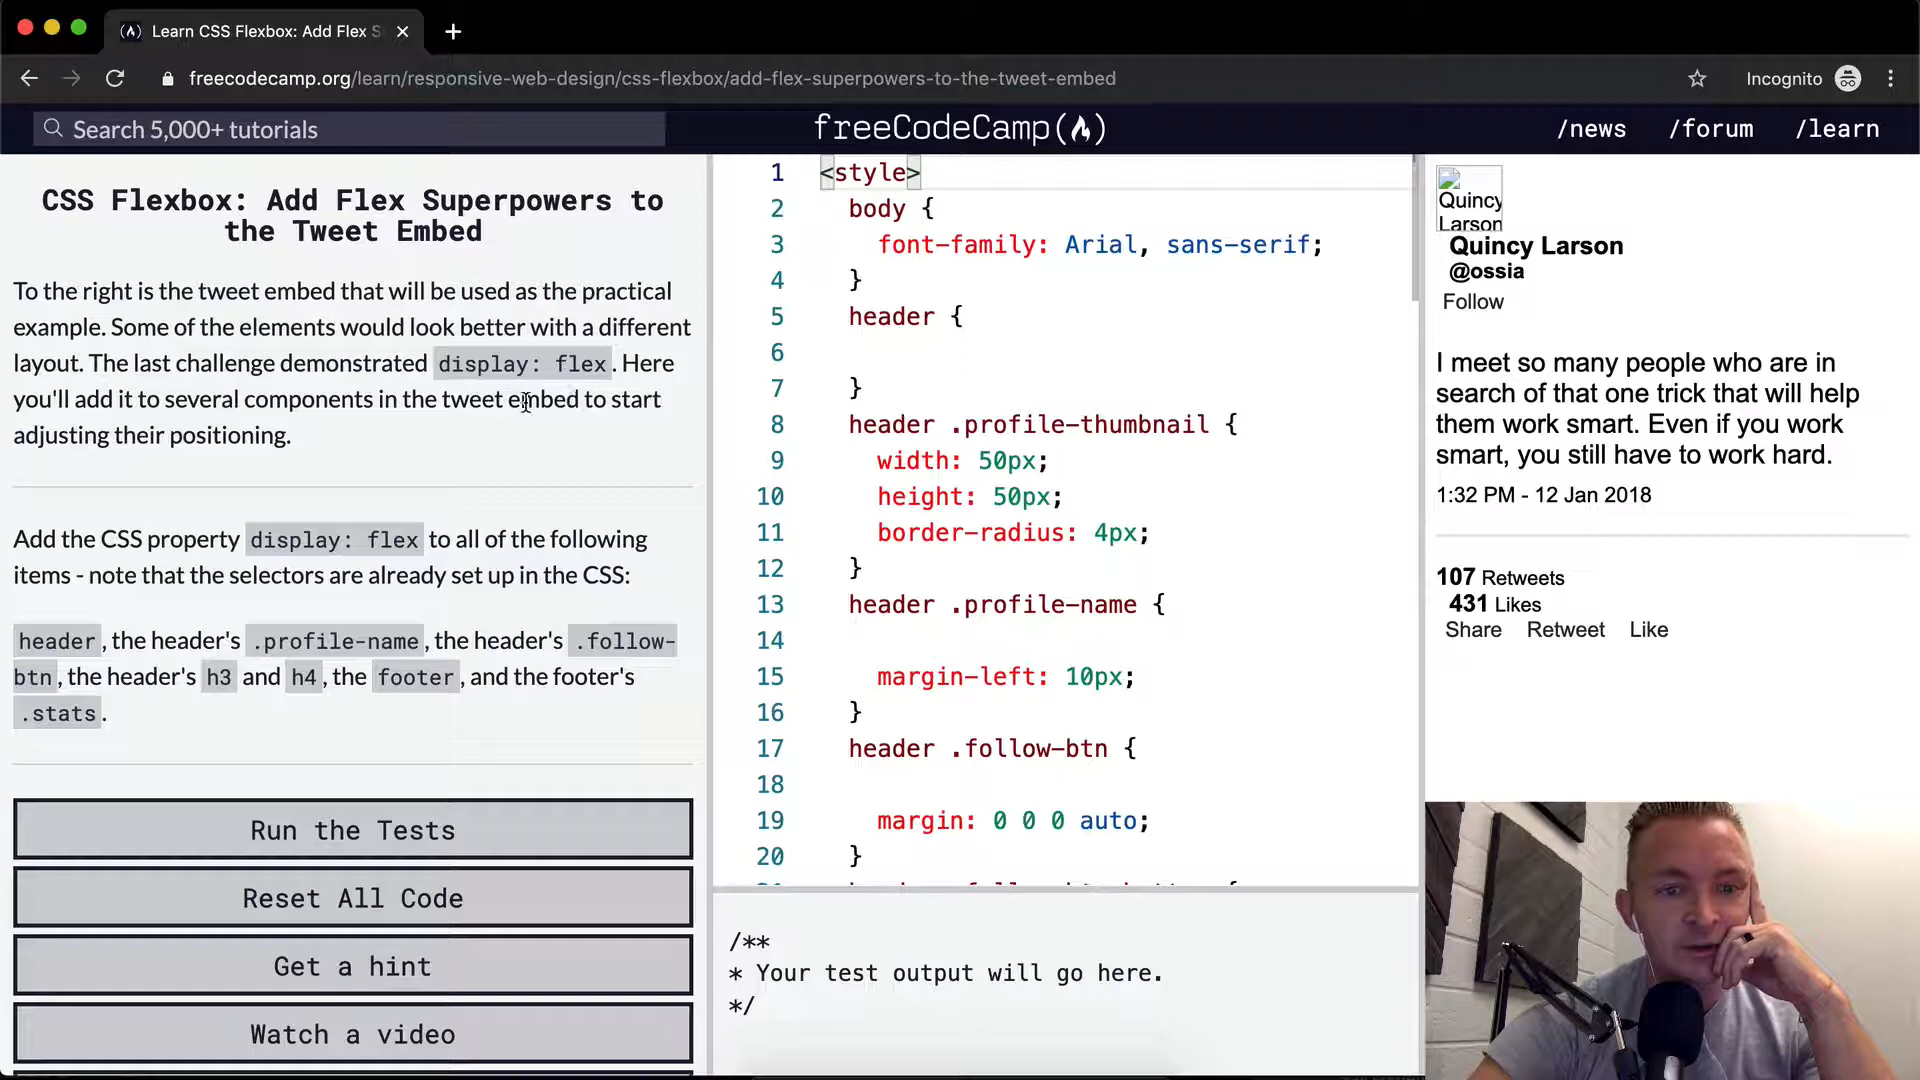 Learn CSS Flexbox: Add Flex S
freecodecamp.org/learn/responsive-web-design/css-flexbox/add-flex-superpowers-to-the-tweet-embed
Incognito
Search 5,000+ tutorials
freeCodeCamp
/news
/forum
/learn
CSS Flexbox: Add Flex Superpowers to
the Tweet Embed
To the right is the tweet embed that will be used as the practical
example. Some of the elements would look better with a different
layout. The last challenge demonstrated display: flex. Here
you'll add it to several components in the tweet embed to start
adjusting their positioning.
Add the CSS property display: flex to all of the following
items - note that the selectors are already set up in the CSS:
header, the header's .profile-name, the header's .follow-
btn, the header's h3 and h4, the footer, and the footer's
.stats.
Run the Tests
Reset All Code
Get a hint
Watch a video
1 <style>
2 body {
3 font-family: Arial, sans-serif;
4 }
5 header {
6
7 }
8 header .profile-thumbnail {
9 width: 50px;
10 height: 50px;
11 border-radius: 4px;
12 }
13 header .profile-name {
14
15 margin-left: 10px;
16 }
17 header .follow-btn {
18
19 margin: 0 0 0 auto;
20 }
/**
* Your test output will go here.
*/
Quincy
Larson
Quincy Larson
@ossia
Follow
I meet so many people who are in
search of that one trick that will help
them work smart. Even if you work
smart, you still have to work hard.
1:32 PM - 12 Jan 2018
107 Retweets
431 Likes
Share Retweet Like